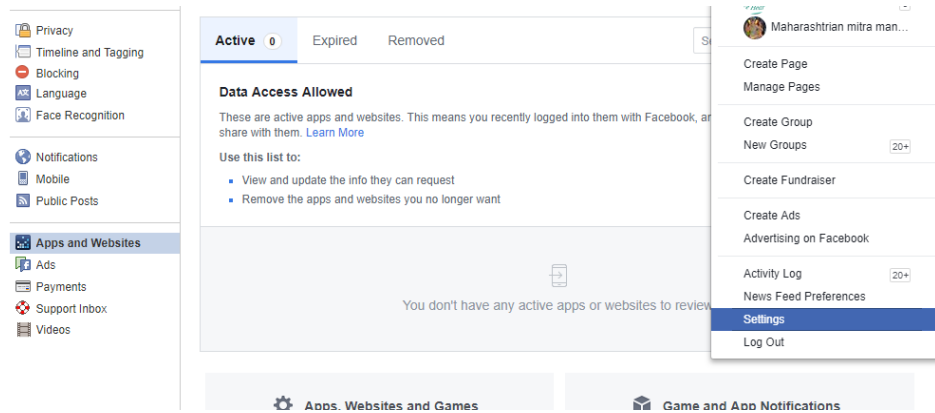 Privacy
Timeline and Tagging
Blocking
Language
Face Recognition
Notifications
Mobile
Public Posts
Apps and Websites
Ads
Payments
Support Inbox
Videos
Active 0
Expired
Removed
Data Access Allowed
These are active apps and websites. This means you recently logged into them with Facebook,
share with them. Learn More
Use this list to:
View and update the info they can request
Remove the apps and websites you no longer want
You don't have any active apps or websites to review
Apps, Websites and Games
Game and App Notifications
Maharashtrian mitra man...
Create Page
Manage Pages
Create Group
New Groups 20+
Create Fundraiser
Create Ads
Advertising on Facebook
Activity Log 20+
News Feed Preferences
Settings
Log Out